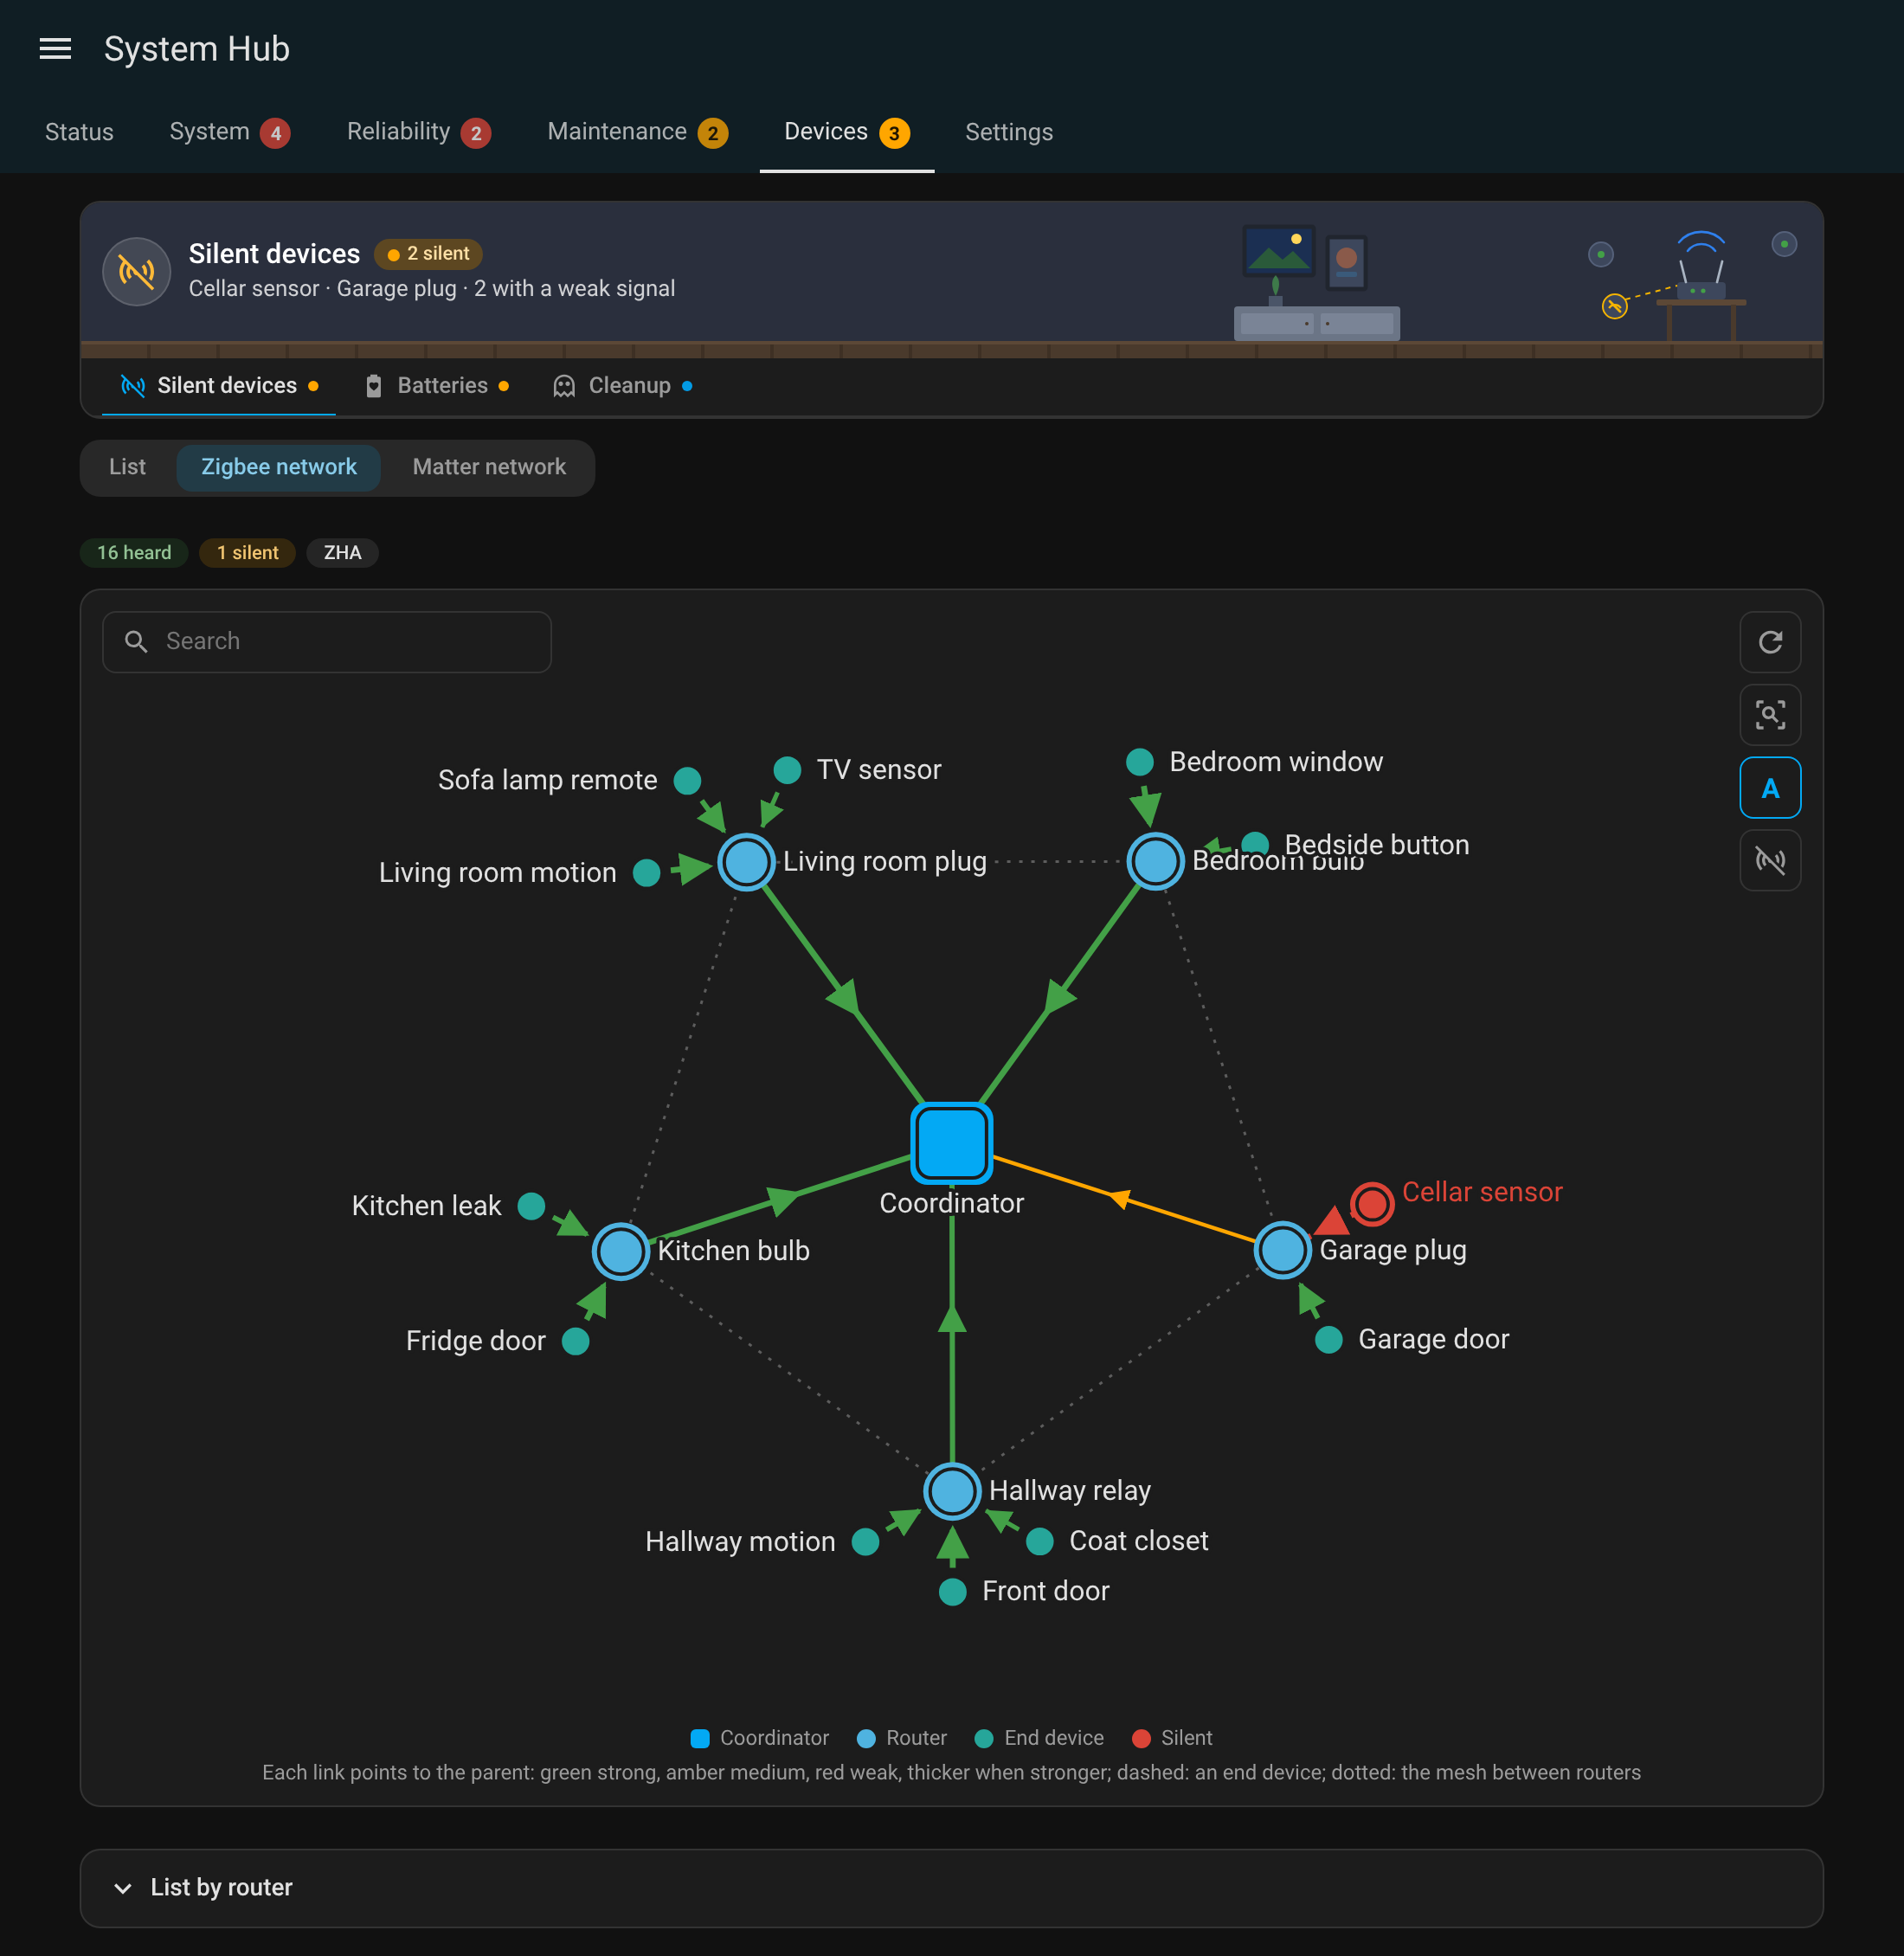 System Hub
Status System 4 Reliability 2 Maintenance 2 Devices 3 Settings
Silent devices 2 silent
Cellar sensor · Garage plug · 2 with a weak signal
Silent devices Batteries Cleanup
List Zigbee network Matter network
16 heard 1 silent ZHA
Search
A
Bedroom window
TV sensor
Sofa lamp remote
Bedside button
Living room plug
Bedroom bulb
Living room motion
Cellar sensor
Coordinator
Kitchen leak
Kitchen bulb
Garage plug
Fridge door
Garage door
Hallway relay
Hallway motion
Coat closet
Front door
Coordinator Router End device Silent
Each link points to the parent: green strong, amber medium, red weak, thicker when stronger; dashed: an end device; dotted: the mesh between routers
List by router